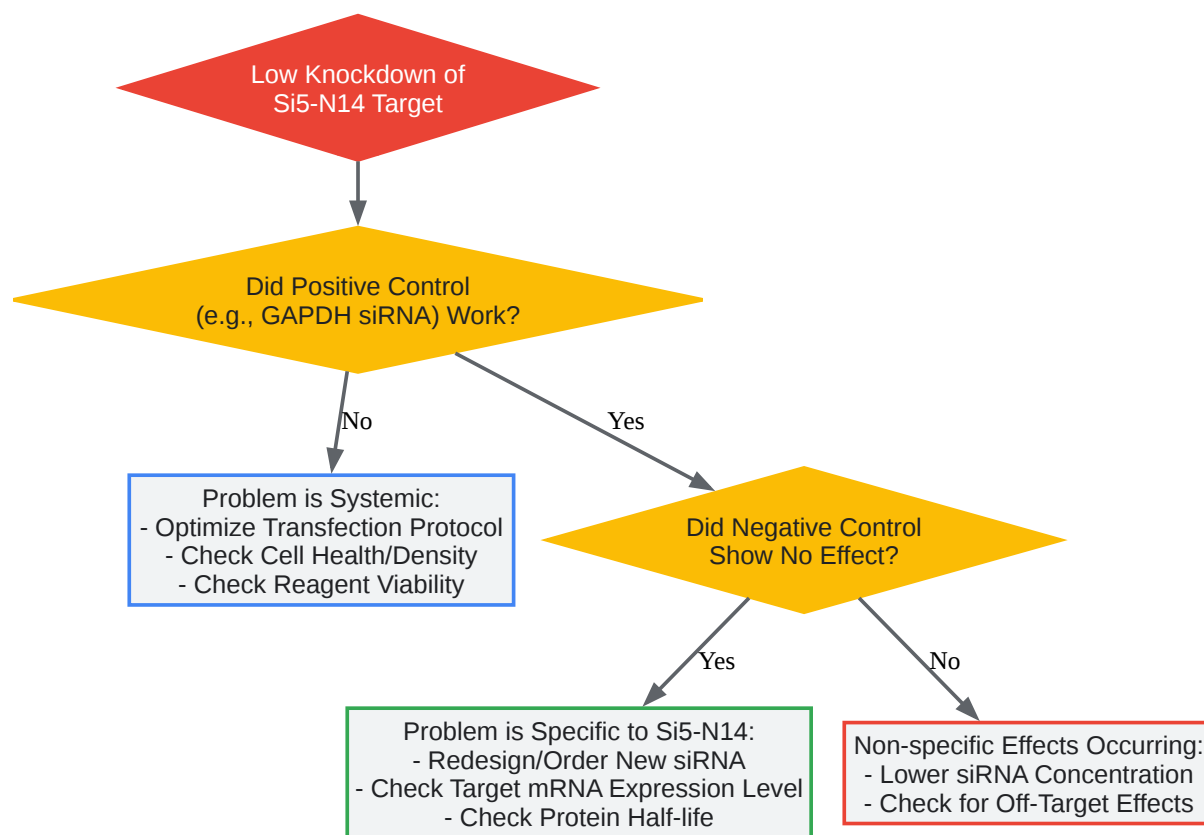 Low Knockdown of
Si5-N14 Target
Did Positive Control
(e.g., GAPDH siRNA) Work?
No
Yes
Problem is Systemic:
- Optimize Transfection Protocol
- Check Cell Health/Density
- Check Reagent Viability
Did Negative Control
Show No Effect?
Yes
No
Problem is Specific to Si5-N14:
- Redesign/Order New siRNA
- Check Target mRNA Expression Level
- Check Protein Half-life
Non-specific Effects Occurring:
- Lower siRNA Concentration
- Check for Off-Target Effects